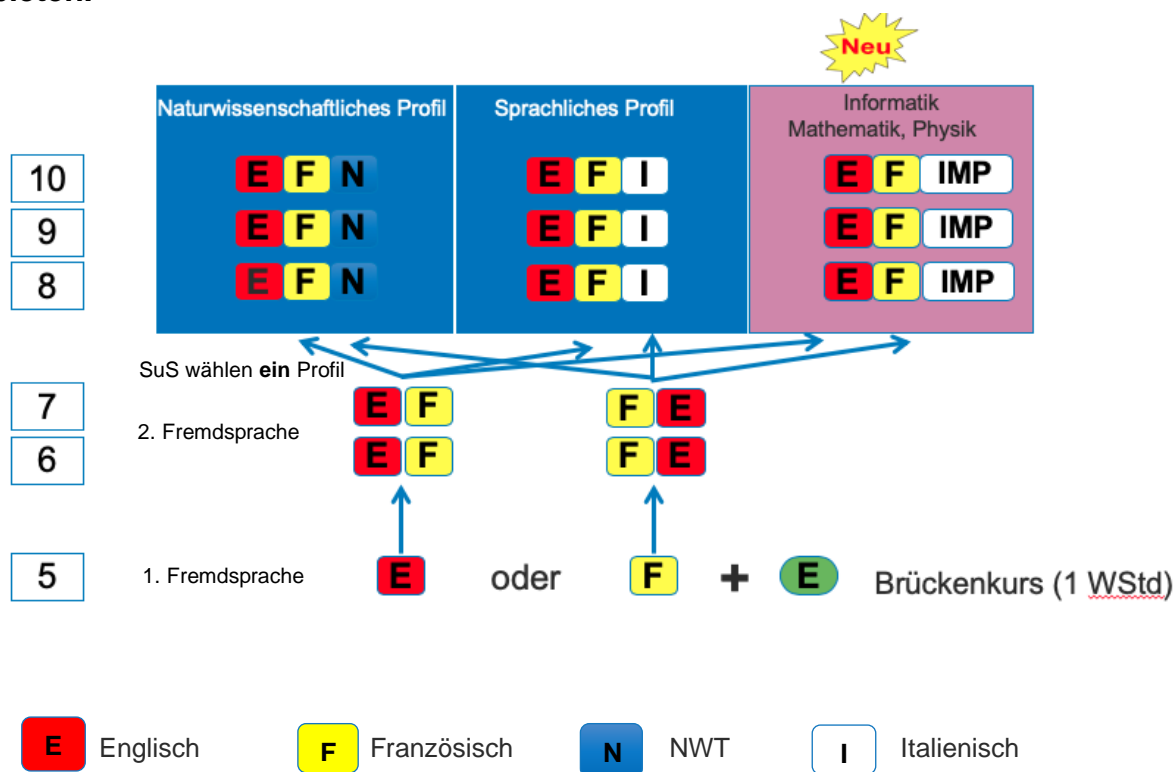 Neu
Naturwissenschaftliches Profil Sprachliches Profil Informatik
Mathematik, Physik
10 E F N E F I E F IMP
9 E F N E F I E F IMP
8 E F N E F I E F IMP
SuS wählen ein Profil
7 E F F E
2. Fremdsprache
6 E F F E
5 1. Fremdsprache E oder F + E Brückenkurs (1 WStd)
E Englisch F Französisch N NWT I Italienisch